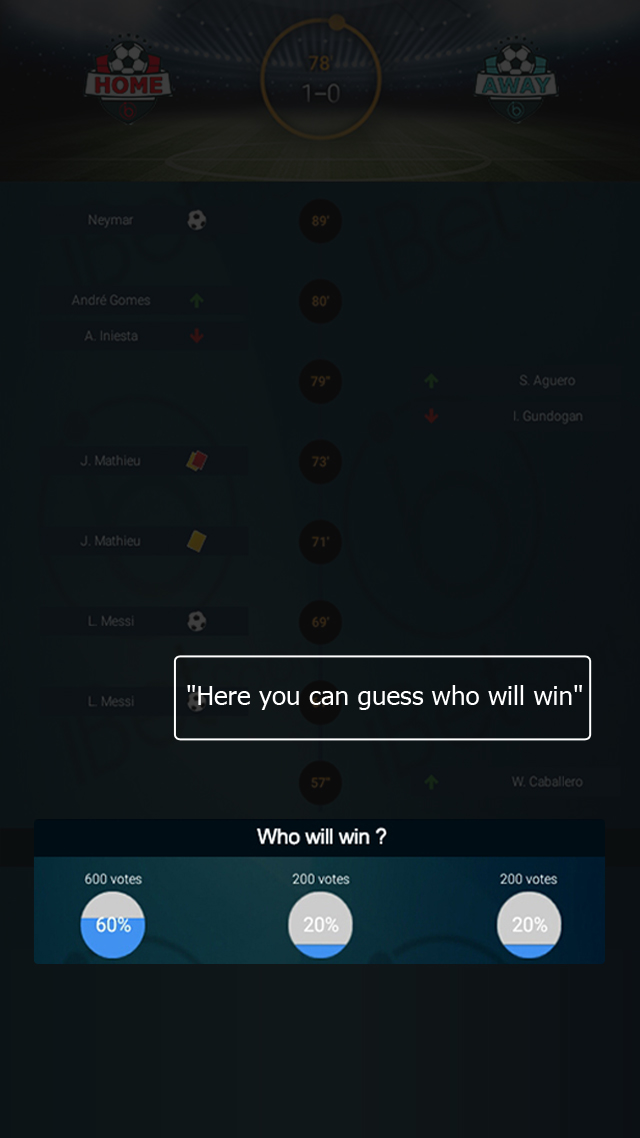 HOME
78
1-0
AWAY
Neymar
89'
André Gomes
80'
A. Iniesta
79"
S. Aguero
I. Gundogan
J. Mathieu
73'
J. Mathieu
71'
L. Messi
69'
"Here you can guess who will win"
L. Messi
57"
W. Caballero
Who will win ?
600 votes
200 votes
200 votes
60%
20%
20%